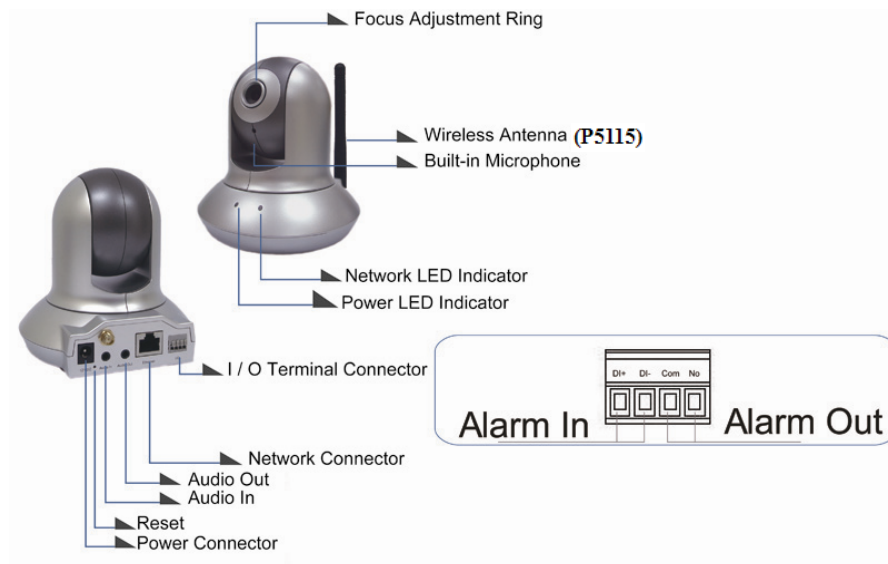 Focus Adjustment Ring
Wireless Antenna (P5115)
Built-in Microphone
Network LED Indicator
Power LED Indicator
I / O Terminal Connector
Network Connector
Audio Out
Audio In
Reset
Power Connector
DI+ DI- Com No
Alarm In
Alarm Out